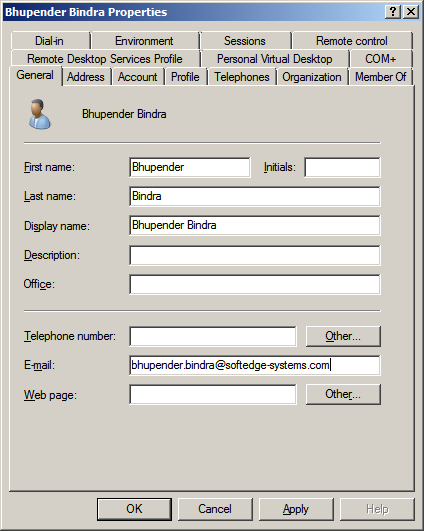 Bhupender Bindra Properties
Dial-in Environment Sessions Remote control
Remote Desktop Services Profile Personal Virtual Desktop COM+
General Address Account Profile Telephones Organization Member Of
Bhupender Bindra
First name: Bhupender Initials:
Last name: Bindra
Display name: Bhupender Bindra
Description:
Office:
Telephone number: Other...
E-mail: bhupender.bindra@softedge-systems.com
Web page: Other...
OK Cancel Apply Help